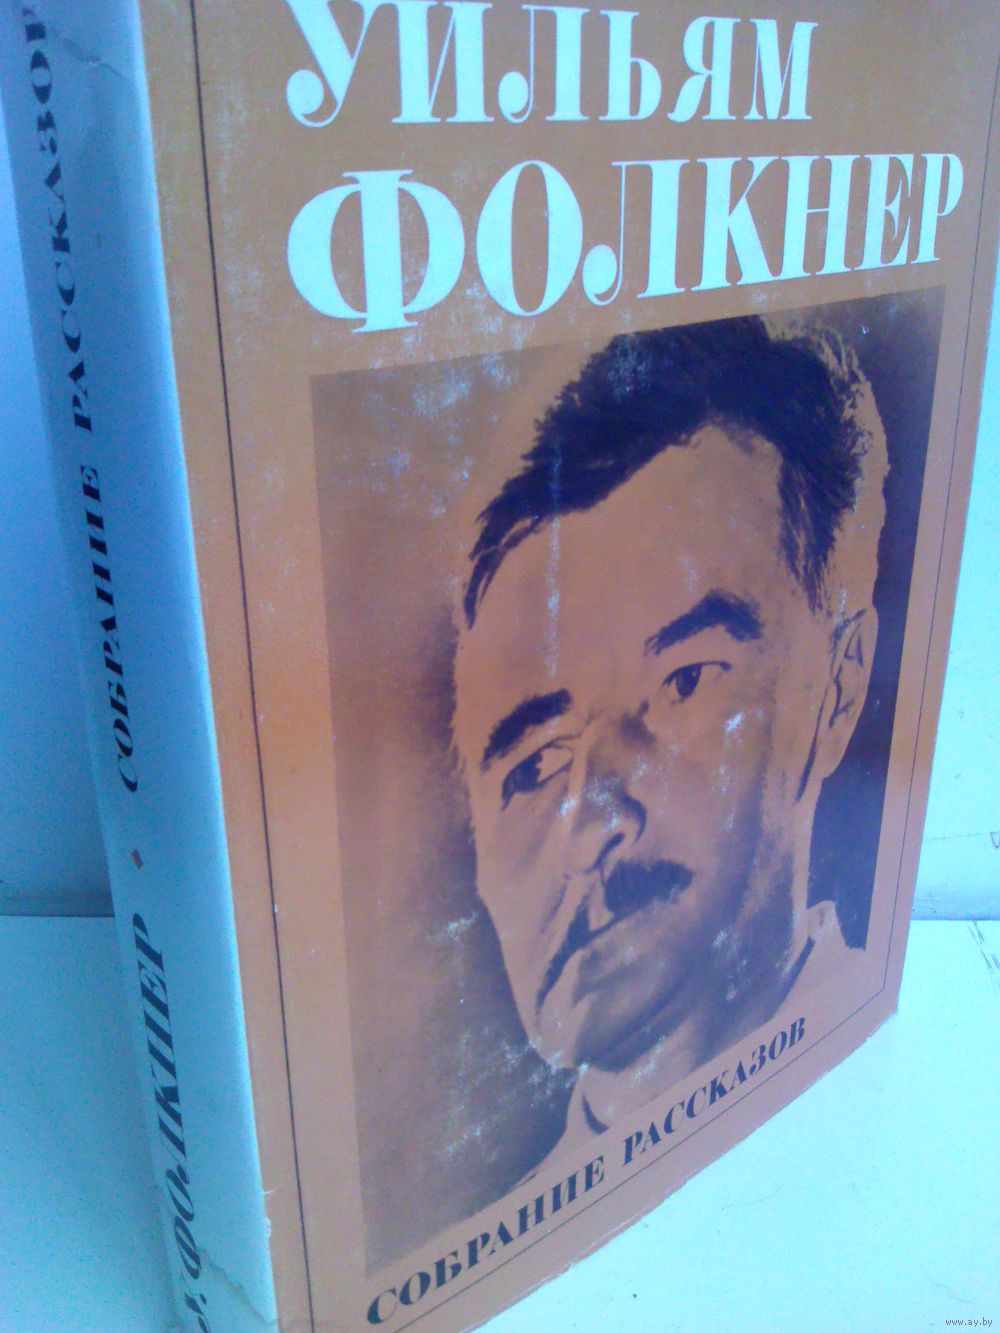 УИЛЬЯМ
ФОЛКНЕР
СОБРАНИЕ РАССКАЗОВ
У. ФОЛКНЕР • СОБРАНИЕ РАССКАЗОВ
www.ay.by